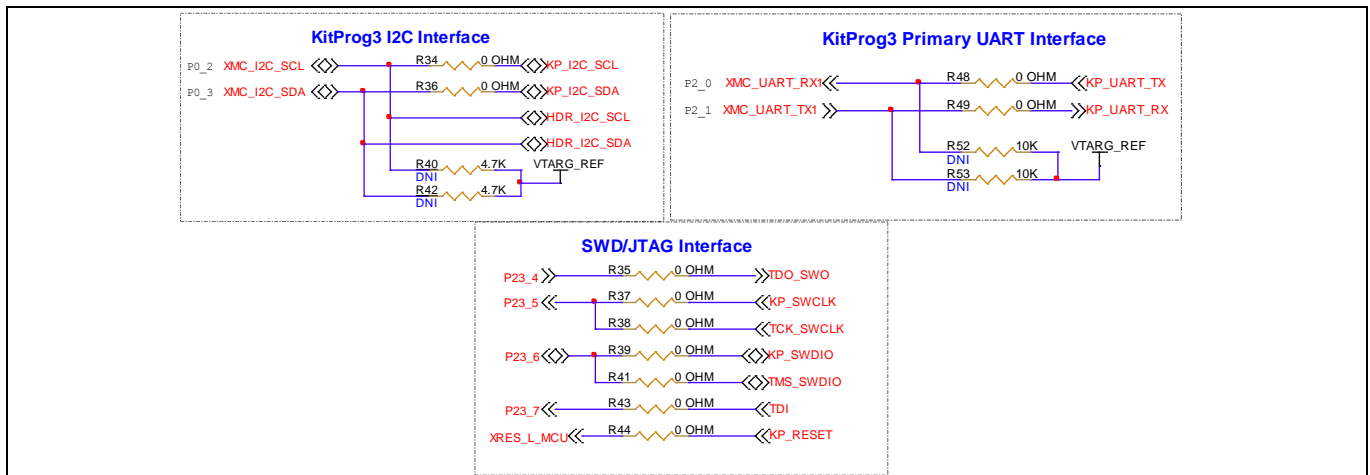 KitProg3 I2C Interface
P0_2 XMC_I2C_SCL R34 0 OHM KP_I2C_SCL
P0_3 XMC_I2C_SDA R36 0 OHM KP_I2C_SDA
HDR_I2C_SCL
HDR_I2C_SDA
R40 4.7K VTARG_REF
DNI
R42 4.7K
DNI
KitProg3 Primary UART Interface
P2_0 XMC_UART_RX1 R48 0 OHM KP_UART_TX
P2_1 XMC_UART_TX1 R49 0 OHM KP_UART_RX
R52 10K VTARG_REF
DNI
R53 10K
DNI
SWD/JTAG Interface
P23_4 R35 0 OHM TDO_SWO
P23_5 R37 0 OHM KP_SWCLK
R38 0 OHM TCK_SWCLK
P23_6 R39 0 OHM KP_SWDIO
R41 0 OHM TMS_SWDIO
P23_7 R43 0 OHM TDI
XRES_L_MCU R44 0 OHM KP_RESET